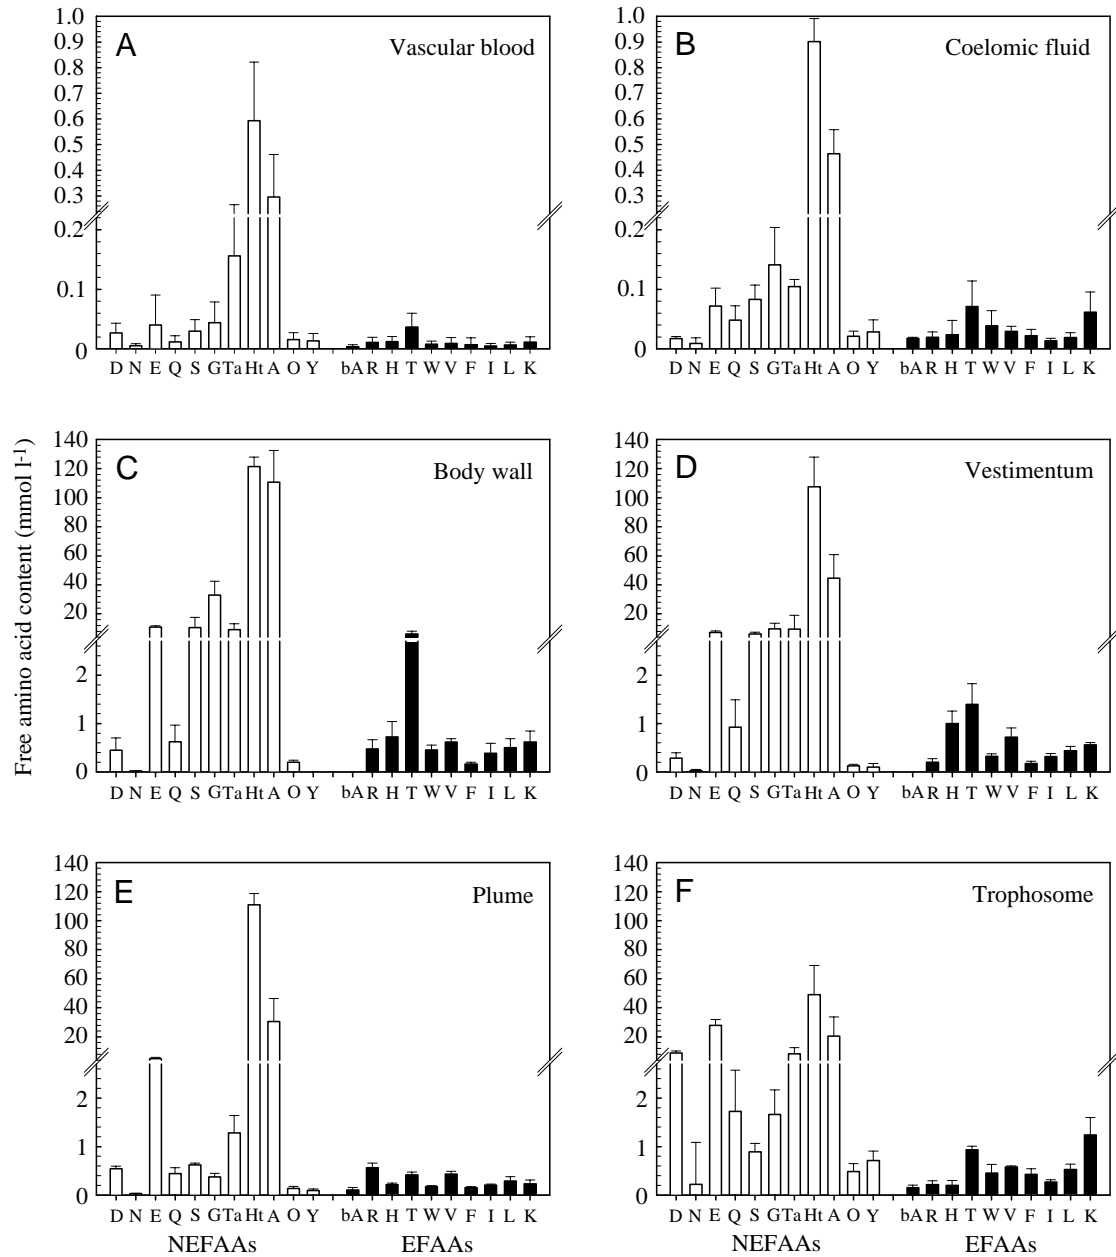 A
Vascular blood
1.0
0.9
0.8
0.7
0.6
0.5
0.4
0.3
0.2
0.1
0
D N E Q S G Ta Ht A O Y bA R H T W V F I L K
B
Coelomic fluid
1.0
0.9
0.8
0.7
0.6
0.5
0.4
0.3
0.2
0.1
0
D N E Q S G Ta Ht A O Y bA R H T W V F I L K
Free amino acid content (mmol l-1)
C
Body wall
140
120
100
80
60
40
20
2
1
0
D N E Q S G Ta Ht A O Y bA R H T W V F I L K
D
Vestimentum
140
120
100
80
60
40
20
2
1
0
D N E Q S G Ta Ht A O Y bA R H T W V F I L K
E
Plume
140
120
100
80
60
40
20
2
1
0
D N E Q S G Ta Ht A O Y bA R H T W V F I L K
NEFAAs EFAAs
F
Trophosome
140
120
100
80
60
40
20
2
1
0
D N E Q S G Ta Ht A O Y bA R H T W V F I L K
NEFAAs EFAAs